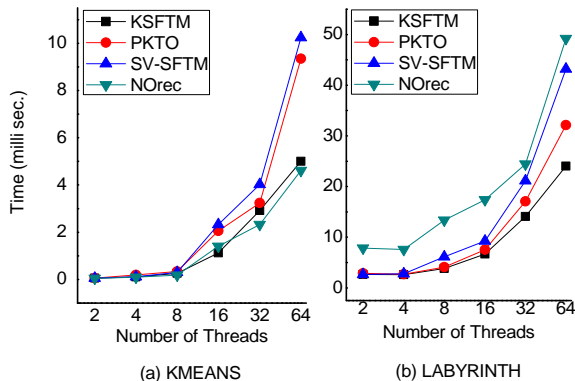 KSFTM
PKTO
SV-SFTM
NOrec
10
8
6
4
2
0
Time (milli sec.)
2 4 8 16 32 64
Number of Threads
(a) KMEANS
KSFTM
PKTO
SV-SFTM
NOrec
50
40
30
20
10
0
2 4 8 16 32 64
Number of Threads
(b) LABYRINTH